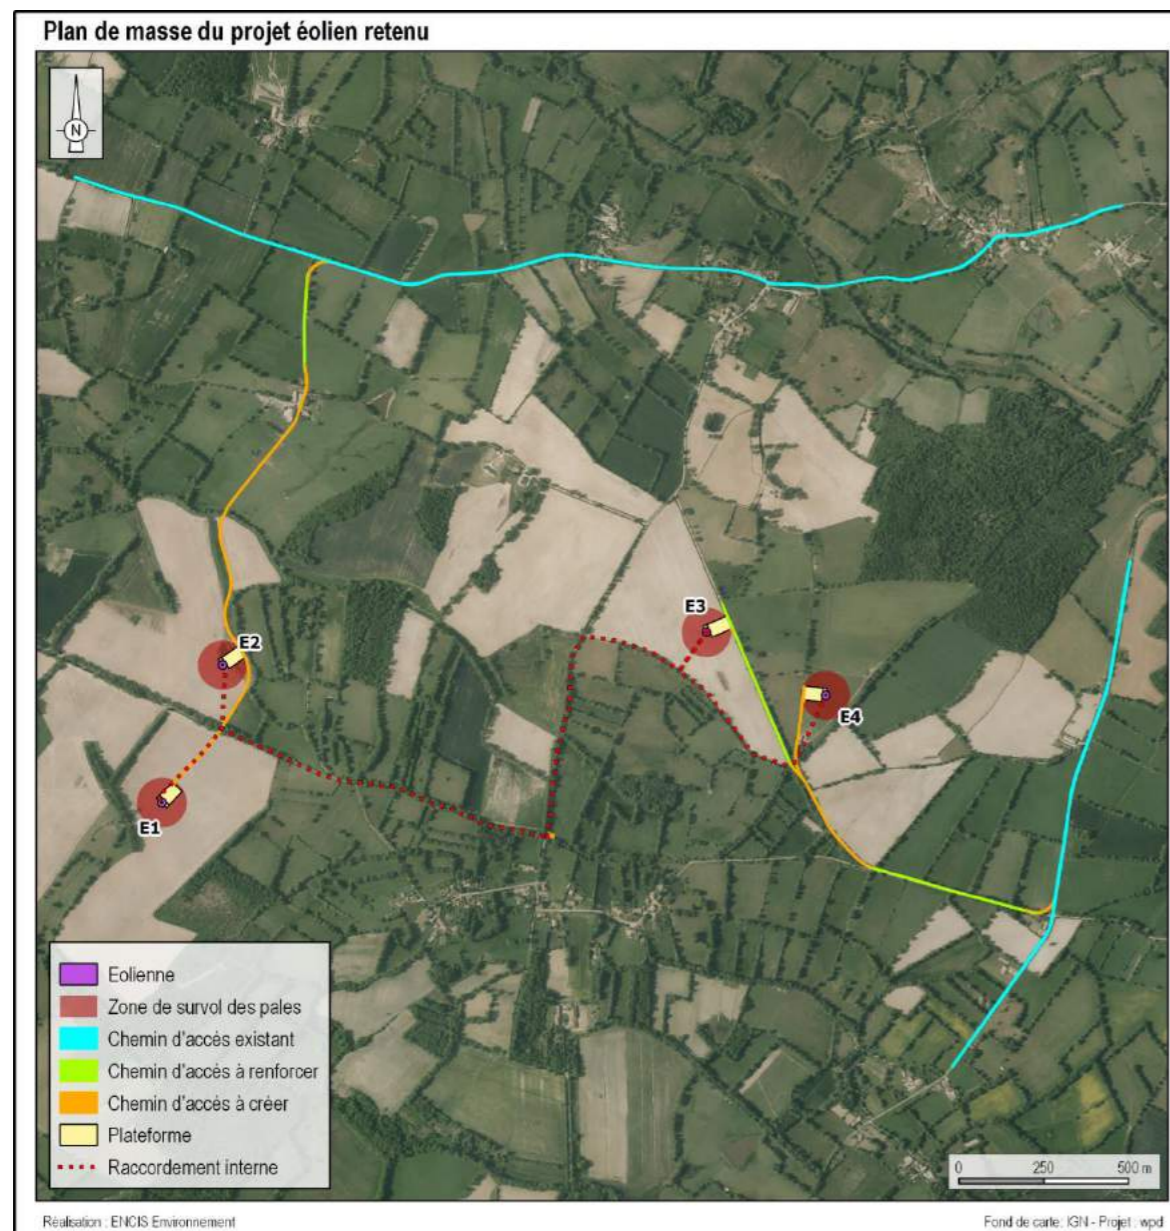 Plan de masse du projet éolien retenu
N
E3
E2
E4
E1
Eolienne
Zone de survol des pales
Chemin d'accès existant
Chemin d'accès à renforcer
Chemin d'accès à créer
Plateforme
Raccordement interne
0 250 500 m
Réalisation : ENCIS Environnement
Fond de carte: IGN - Projet : wpd